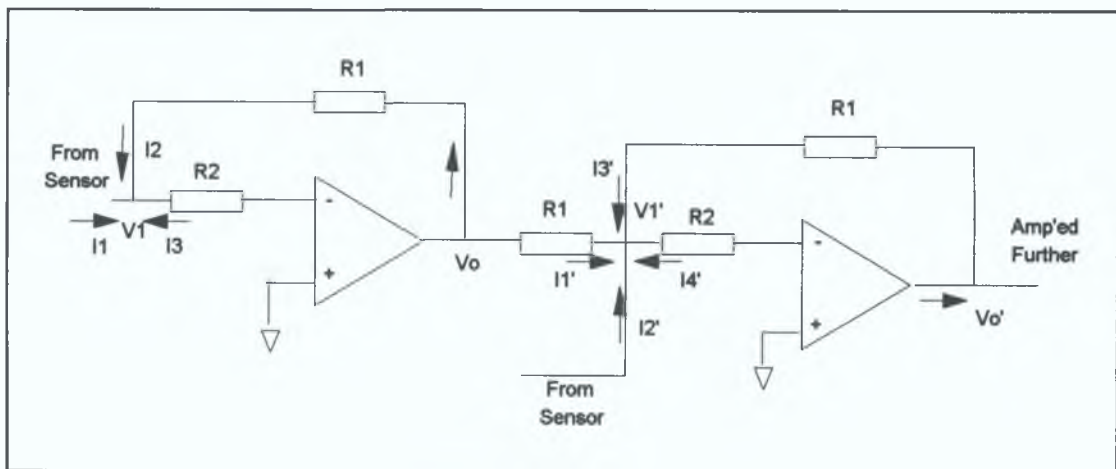 R1
I2
From
Sensor
R2
-
I1
V1
I3
+
Vo
R1
I3'
V1'
R1
R2
-
I1'
I4'
I2'
+
From
Sensor
Amp'ed
Further
Vo'